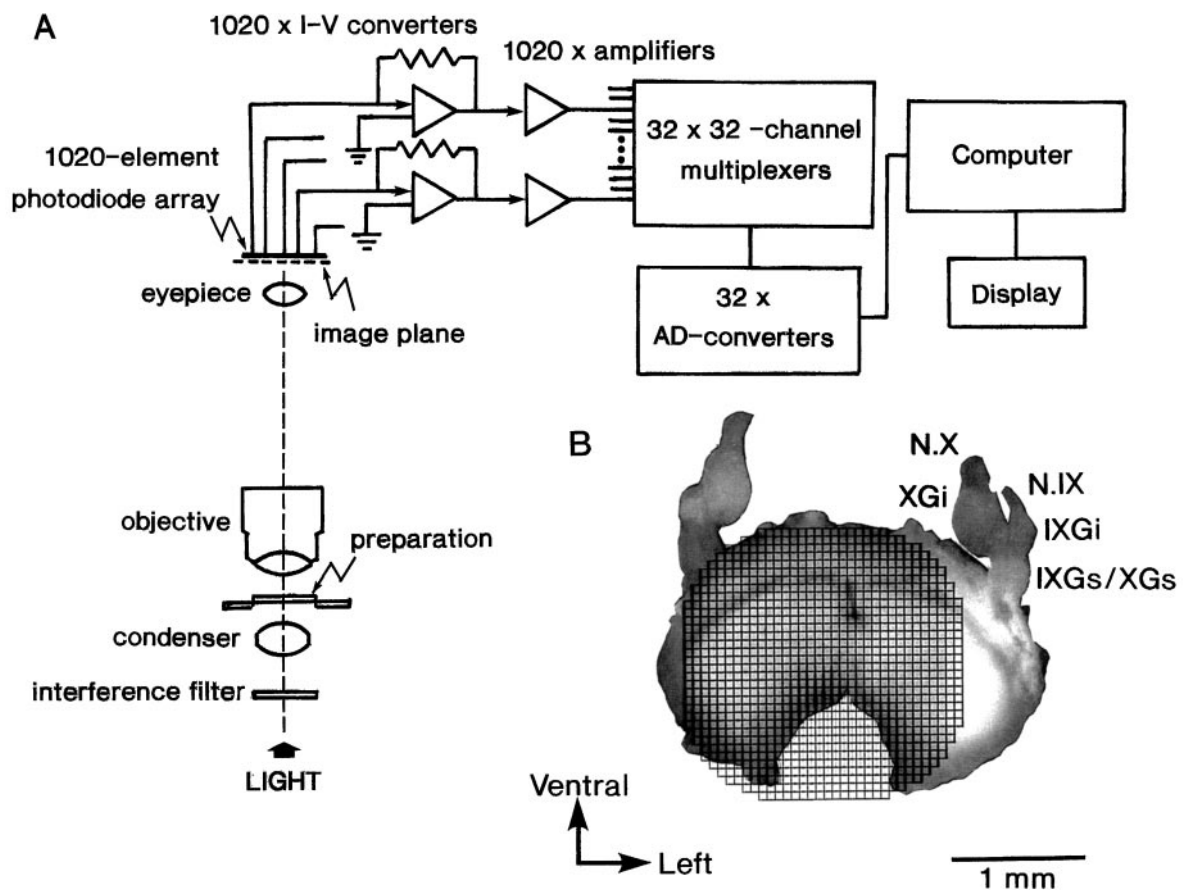 A
1020 x I-V converters
1020 x amplifiers
1020-element
photodiode array
32 x 32 -channel
multiplexers
Computer
eyepiece
image plane
32 x
AD-converters
Display
objective
preparation
condenser
interference filter
LIGHT
B
N.X
XGi
N.IX
IXGi
IXGs/XGs
Ventral
Left
1 mm